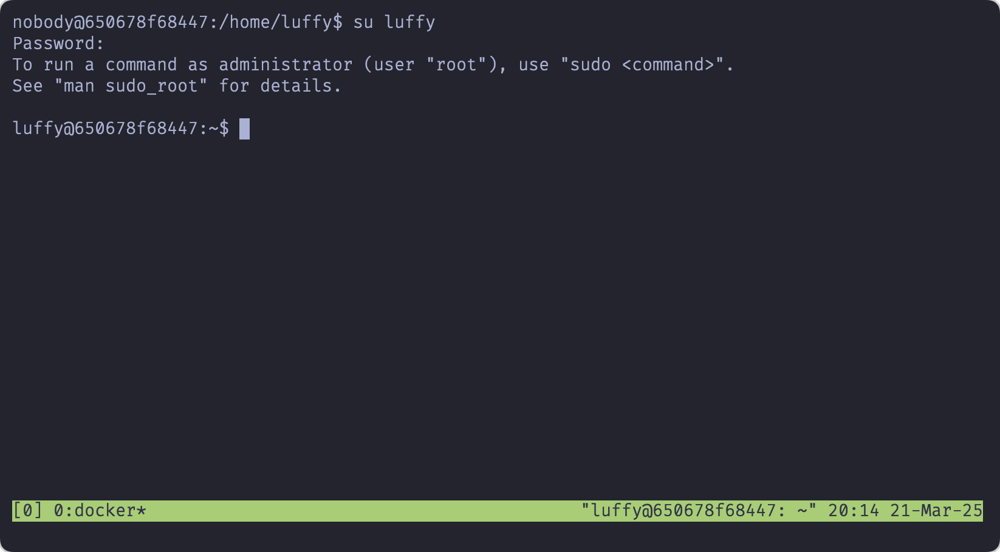 nobody@650678f68447:/home/luffy$ su luffy
Password:
To run a command as administrator (user "root"), use "sudo <command>".
See "man sudo_root" for details.
luffy@650678f68447:~$
[0] 0:docker* "luffy@650678f68447: ~" 20:14 21-Mar-25